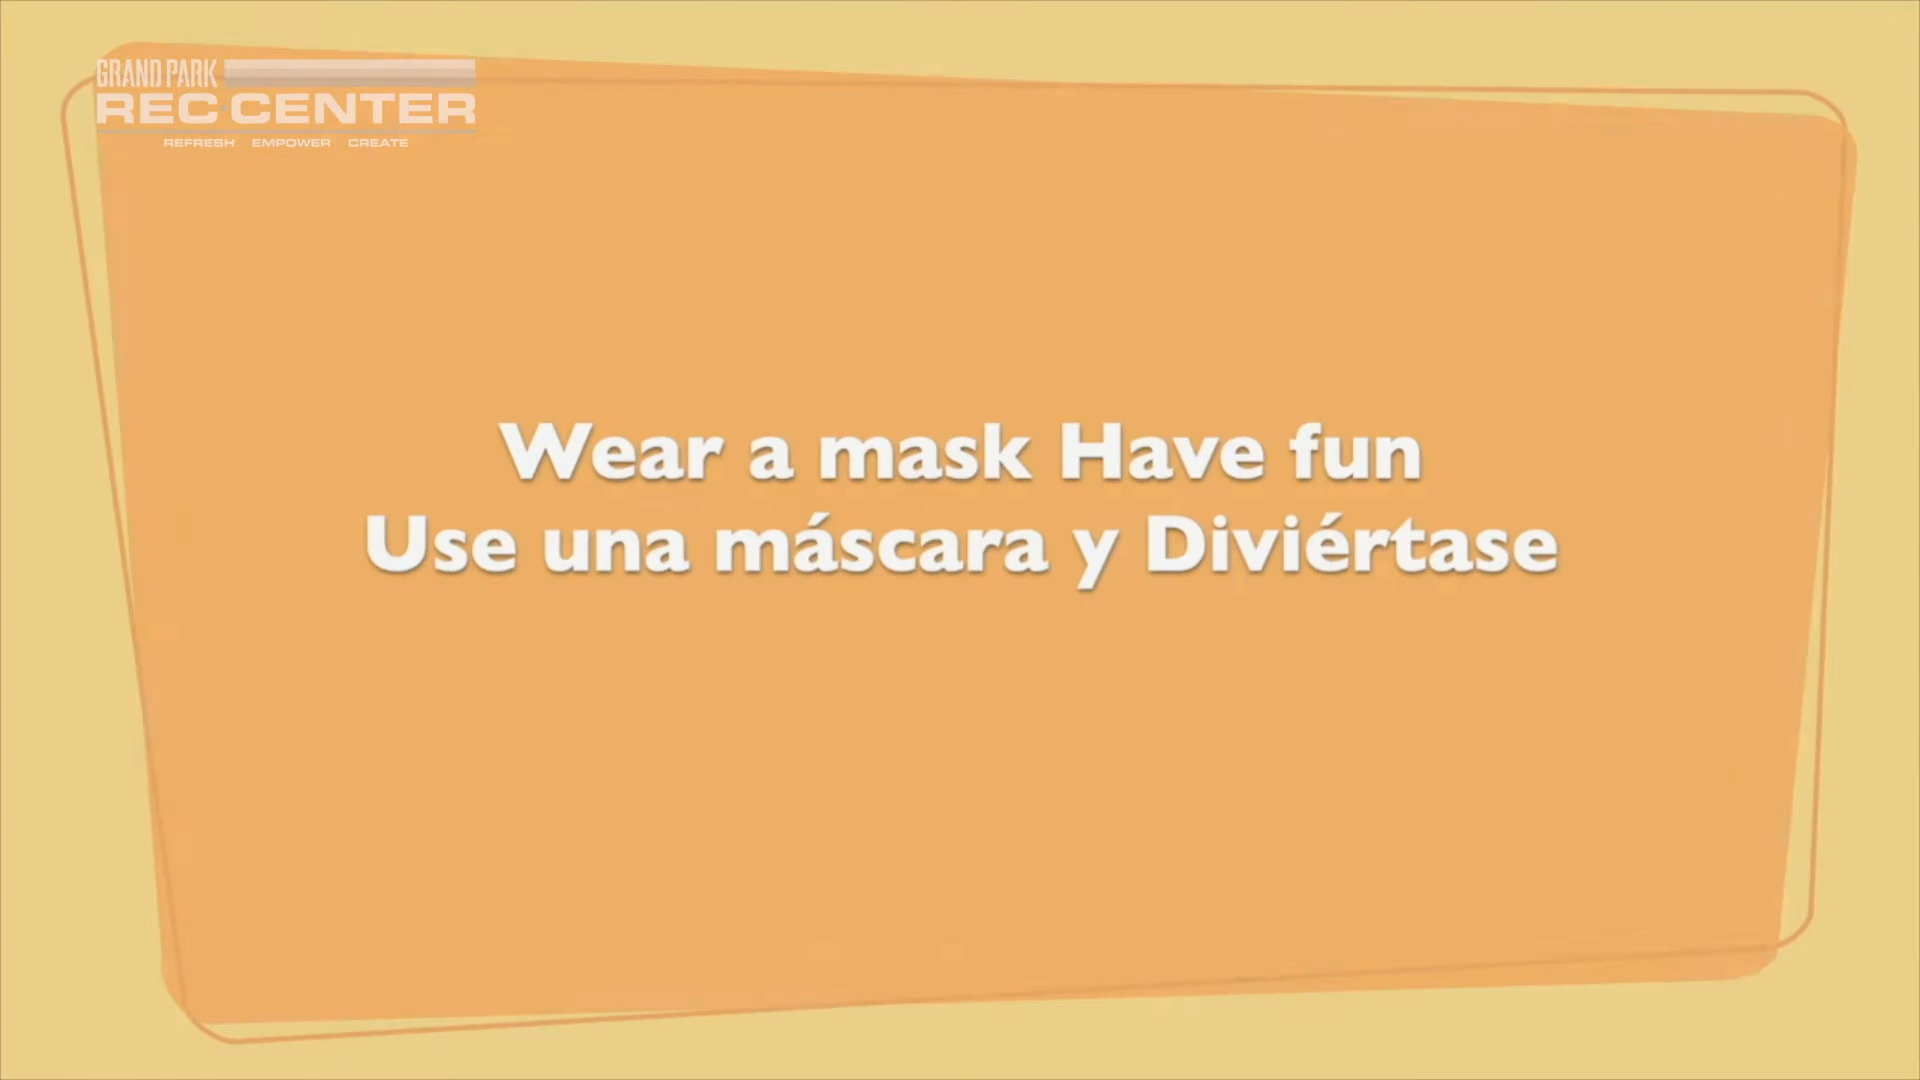 GRAND PARK
REC CENTER
REFRESH EMPOWER CREATE
Wear a mask Have fun
Use una máscara y Diviértase